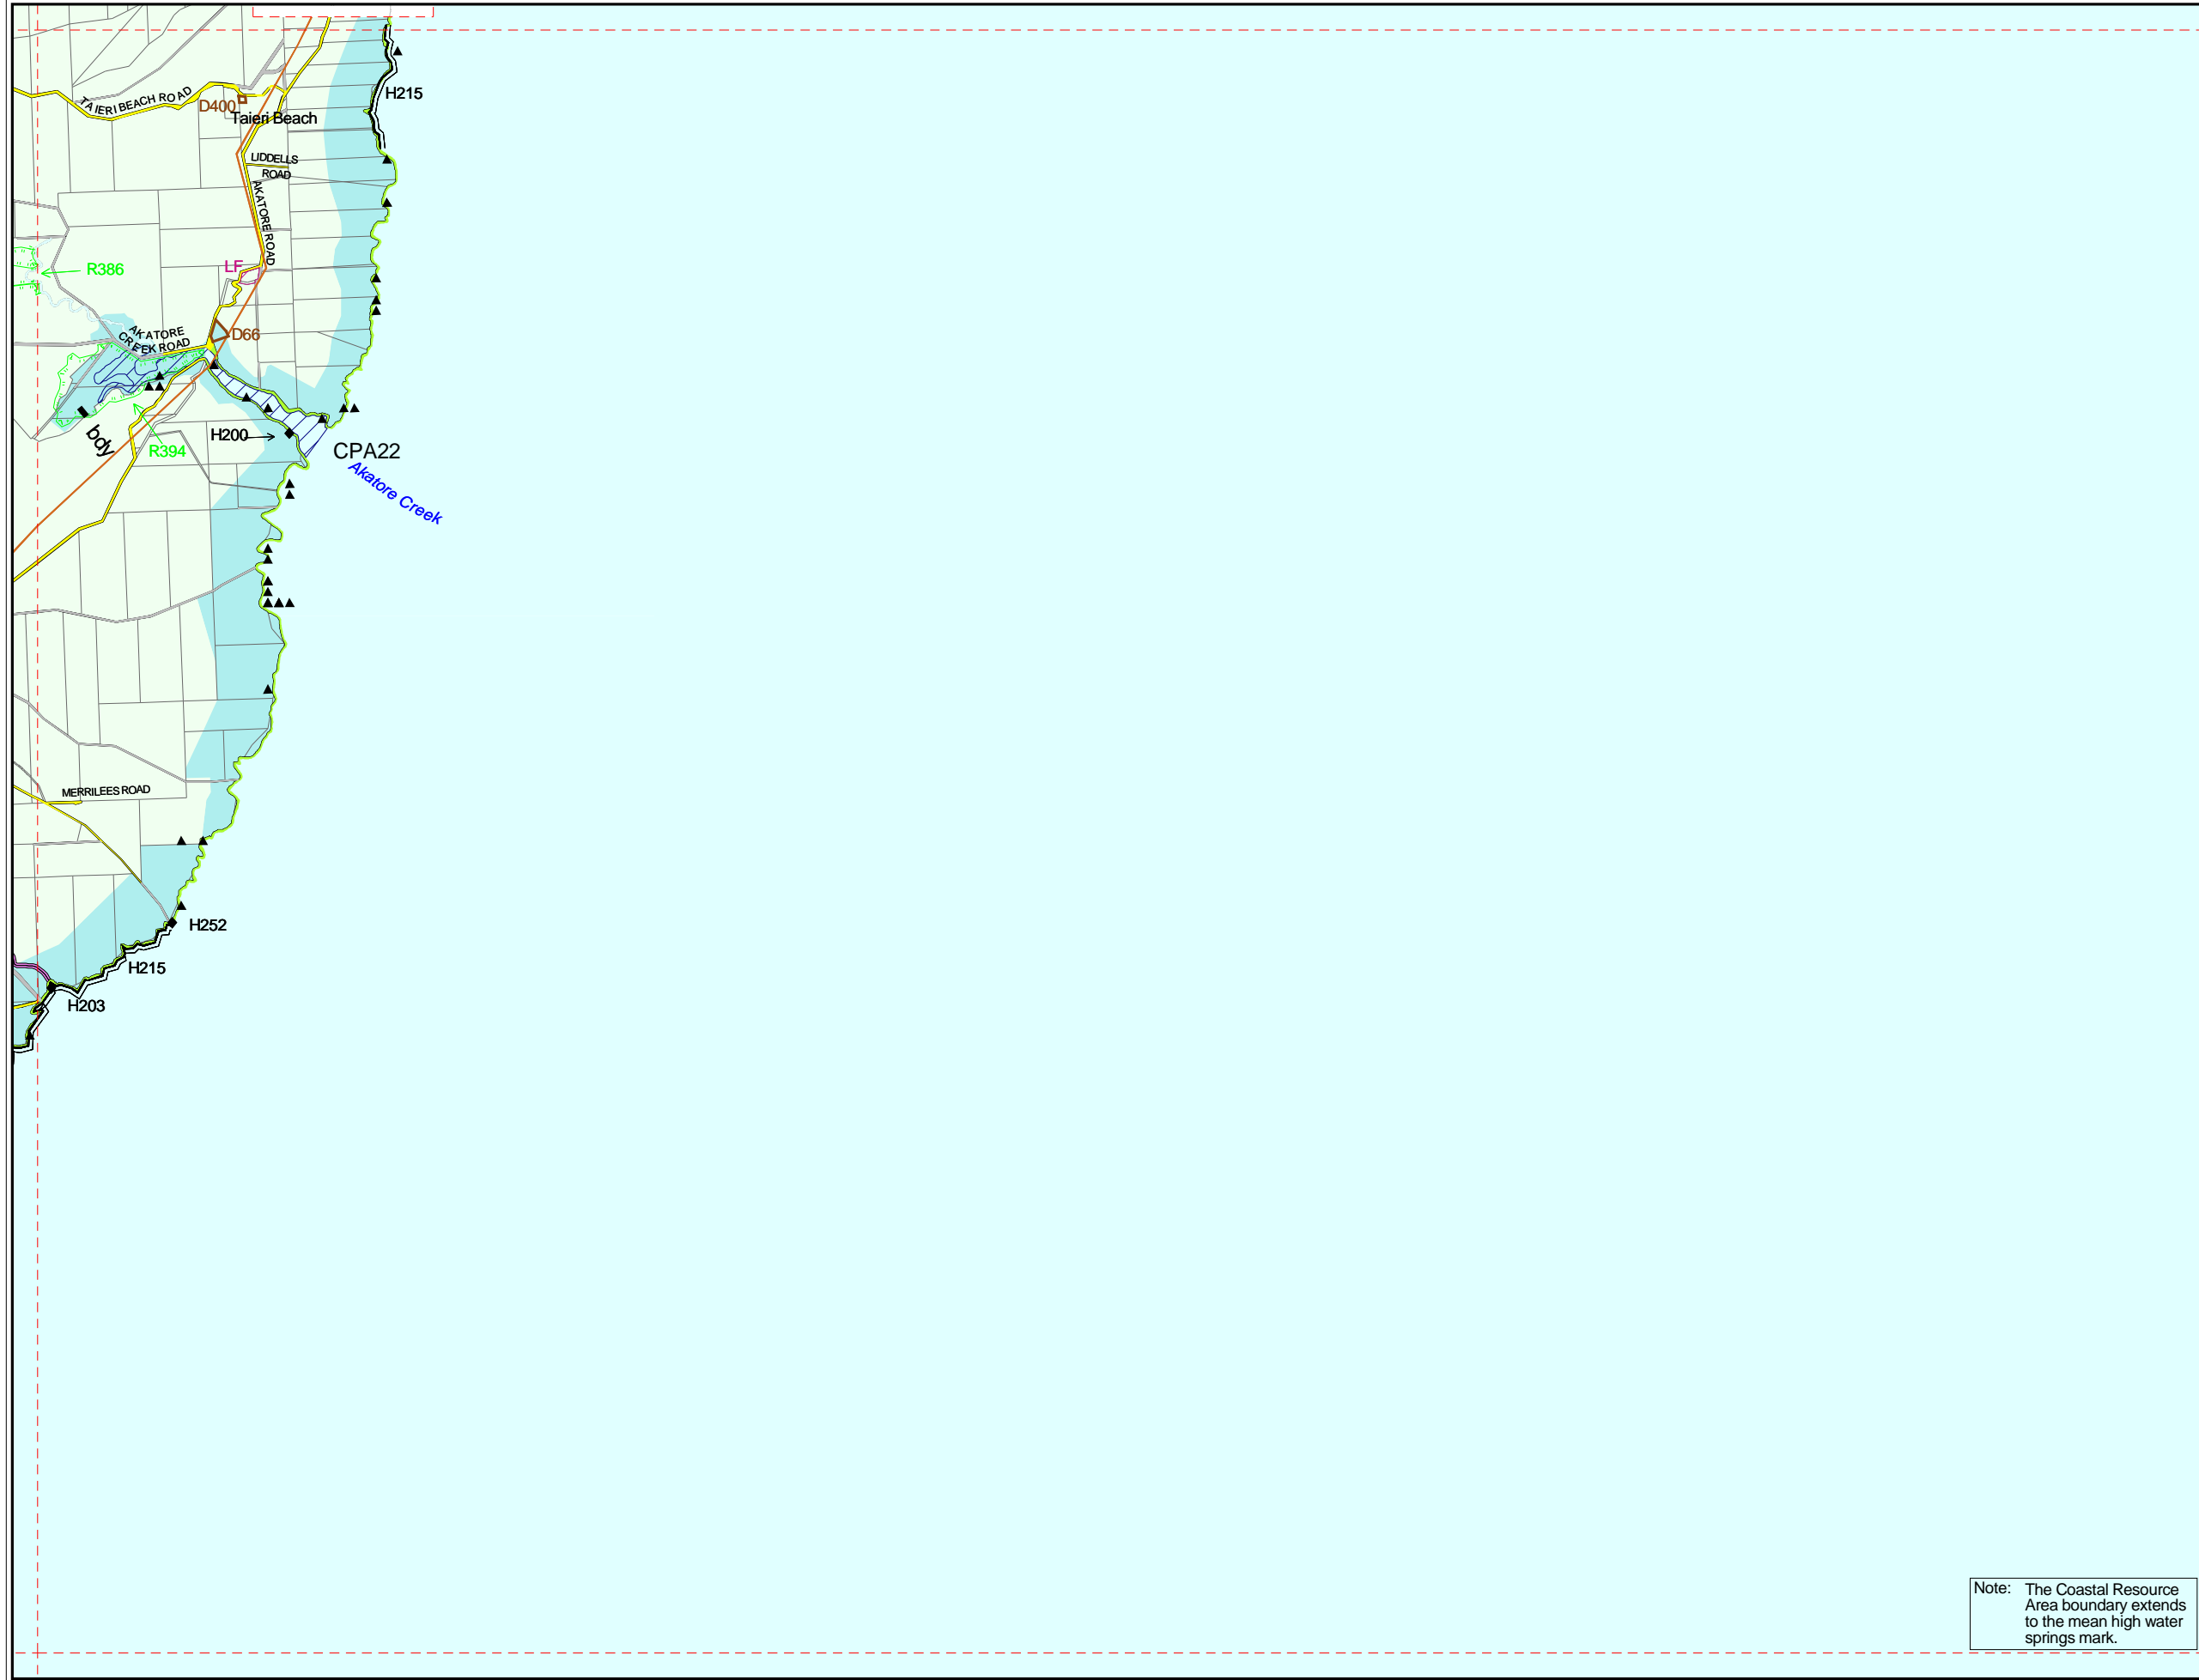 H215
TAIERI BEACH ROAD
D400
Taieri Beach
LIDDELLS
ROAD
AKATORE ROAD
LF
R386
AKATORE
CREEK ROAD
D66
bdy
H200
R394
CPA22
Akatore Creek
MERRILEES ROAD
H252
H215
H203
Note: The Coastal Resource
Area boundary extends
to the mean high water
springs mark.